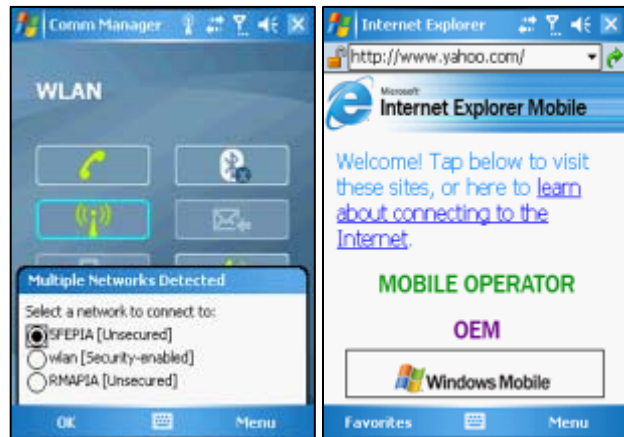 Comm Manager
WLAN
Multiple Networks Detected
Select a network to connect to:
SFEPIA [Unsecured]
wlan [Security-enabled]
RMAPIA [Unsecured]
OK
Menu
Internet Explorer
http://www.yahoo.com/
Microsoft
Internet Explorer Mobile
Welcome! Tap below to visit
these sites, or here to learn
about connecting to the
Internet.
MOBILE OPERATOR
OEM
Windows Mobile
Favorites
Menu